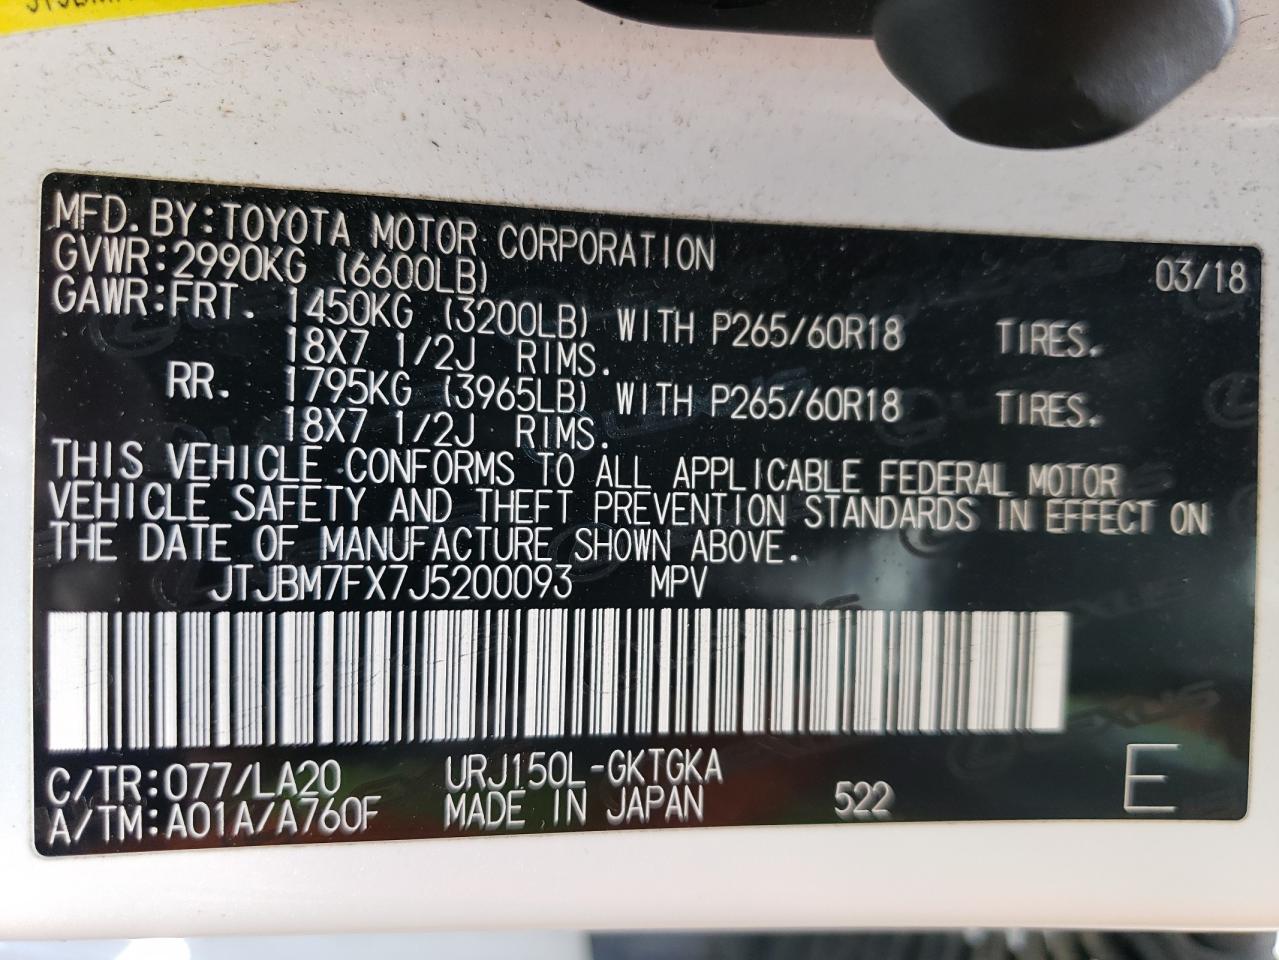 MFD.BY:TOYOTA MOTOR CORPORATION 03/18
GVWR:2990KG (6600LB)
GAWR:FRT. 1450KG (3200LB) WITH P265/60R18 TIRES.
18X7 1/2J RIMS.
RR. 1795KG (3965LB) WITH P265/60R18 TIRES.
18X7 1/2J RIMS.
THIS VEHICLE CONFORMS TO ALL APPLICABLE FEDERAL MOTOR
VEHICLE SAFETY AND THEFT PREVENTION STANDARDS IN EFFECT ON
THE DATE OF MANUFACTURE SHOWN ABOVE.
JTJBM7FX7J5200093 MPV
C/TR:077/LA20 URJ150L-GKTGKA
A/TM:A01A/A760F MADE IN JAPAN 522 E